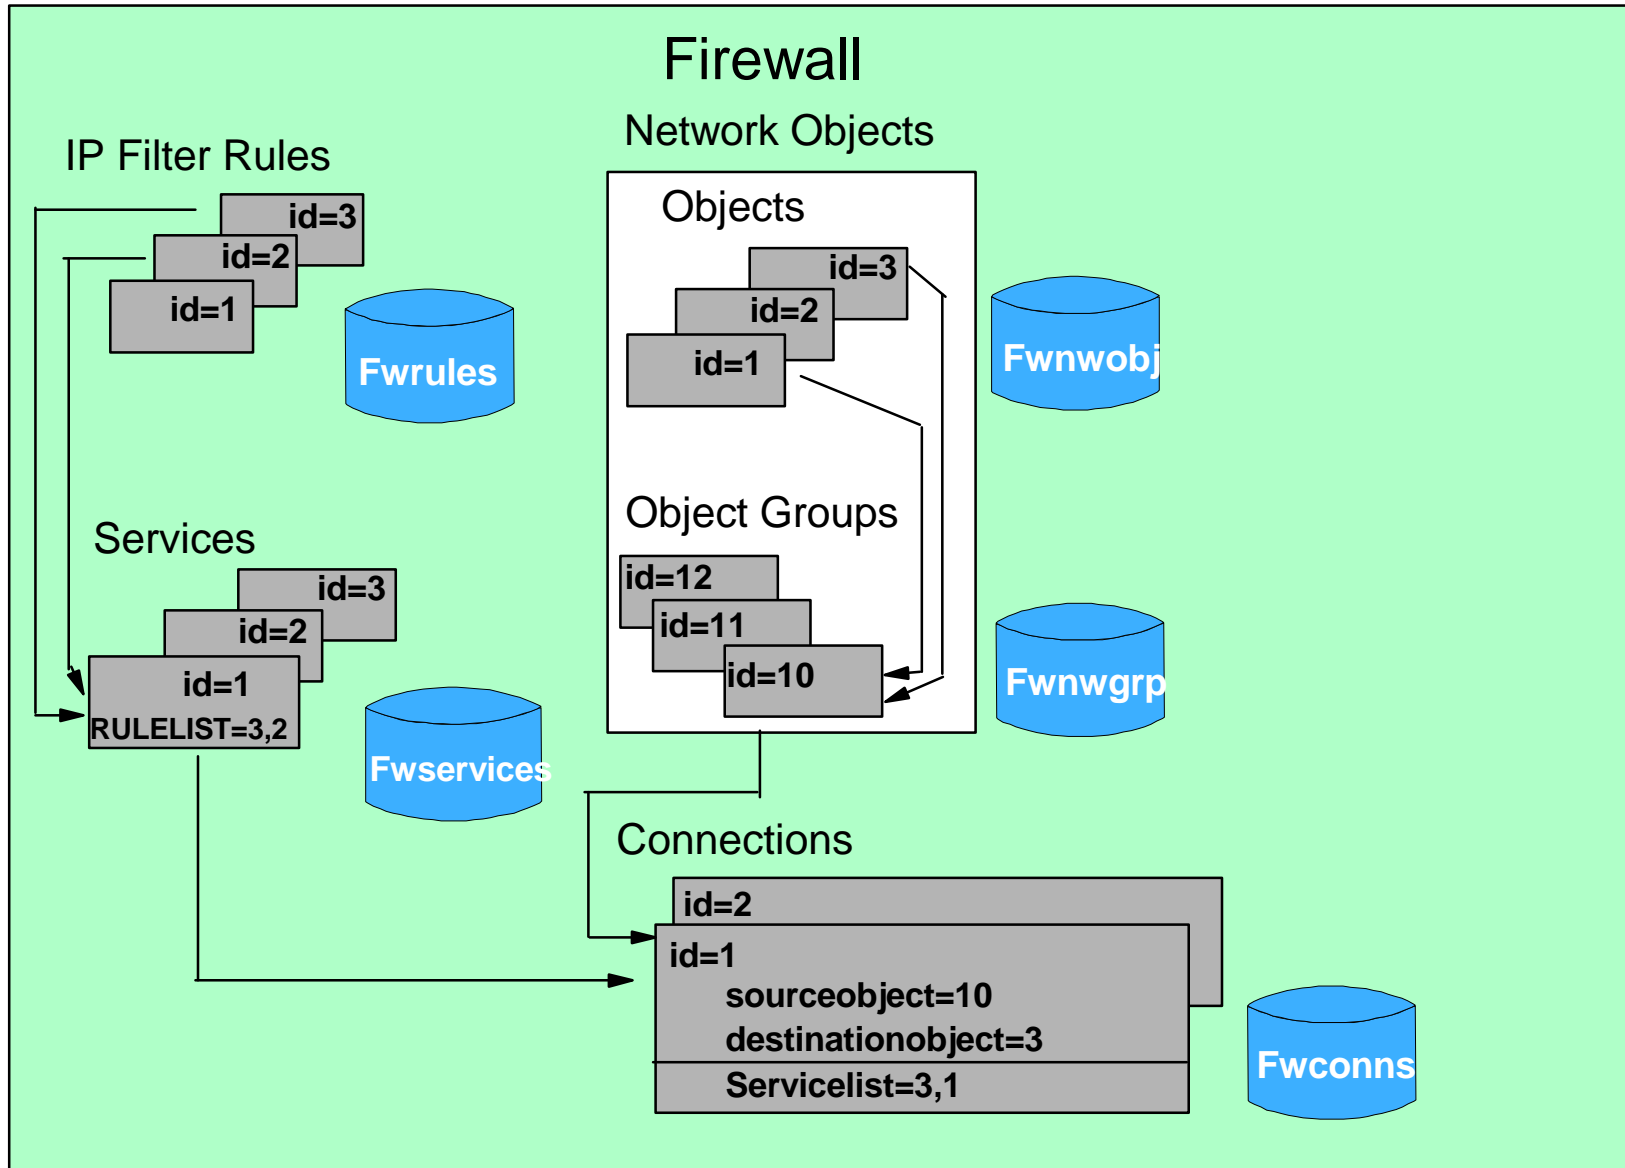 Firewall
Network Objects
IP Filter Rules
id=3
id=2
id=1
Fwrules
Objects
id=3
id=2
id=1
Fwnwobj
Services
id=3
id=2
id=1
RULELIST=3,2
Fwservices
Object Groups
id=12
id=11
id=10
Fwnwgrp
Connections
id=2
id=1
sourceobject=10
destinationobject=3
Servicelist=3,1
Fwconns